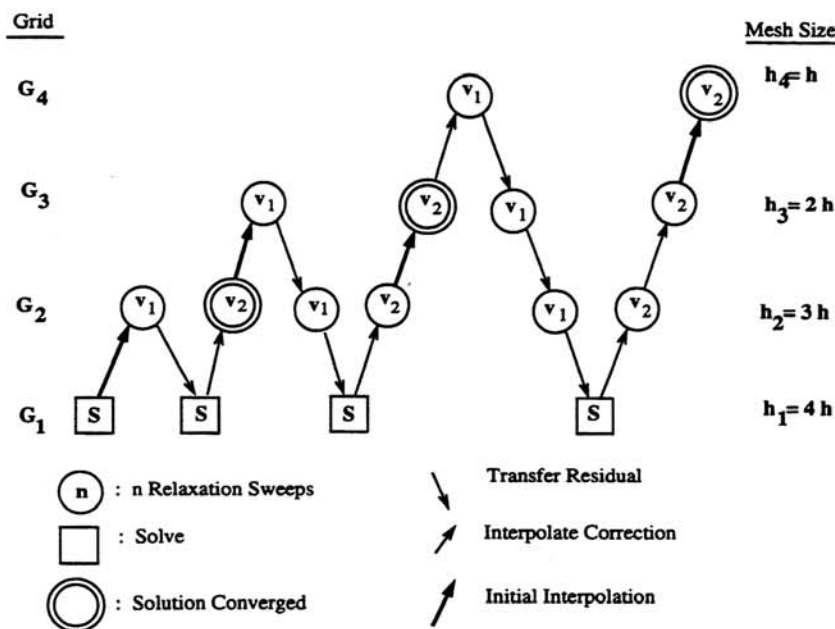 Grid
Mesh Size
G4
v1
v2
h4= h
G3
v1
v2
v1
v2
h3= 2 h
G2
v1
v2
v1
v2
v1
v2
h2= 3 h
G1
S
S
S
S
h1= 4 h
n : n Relaxation Sweeps
Transfer Residual
: Solve
Interpolate Correction
: Solution Converged
Initial Interpolation